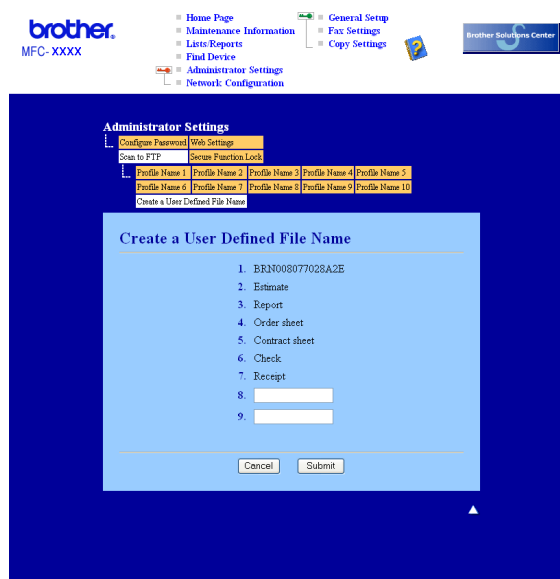 brother
MFC- XXXX
Home Page
Maintenance Information
Lists/Reports
Find Device
Administrator Settings
Network Configuration
General Setup
Fax Settings
Copy Settings
Brother Solutions Center
Administrator Settings
Configure Password Web Settings
Scan to FTP Secure Function Lock
Profile Name 1 Profile Name 2 Profile Name 3 Profile Name 4 Profile Name 5
Profile Name 6 Profile Name 7 Profile Name 8 Profile Name 9 Profile Name 10
Create a User Defined File Name
Create a User Defined File Name
1. BRN008077028A2E
2. Estimate
3. Report
4. Order sheet
5. Contract sheet
6. Check
7. Receipt
8.
9.
Cancel Submit